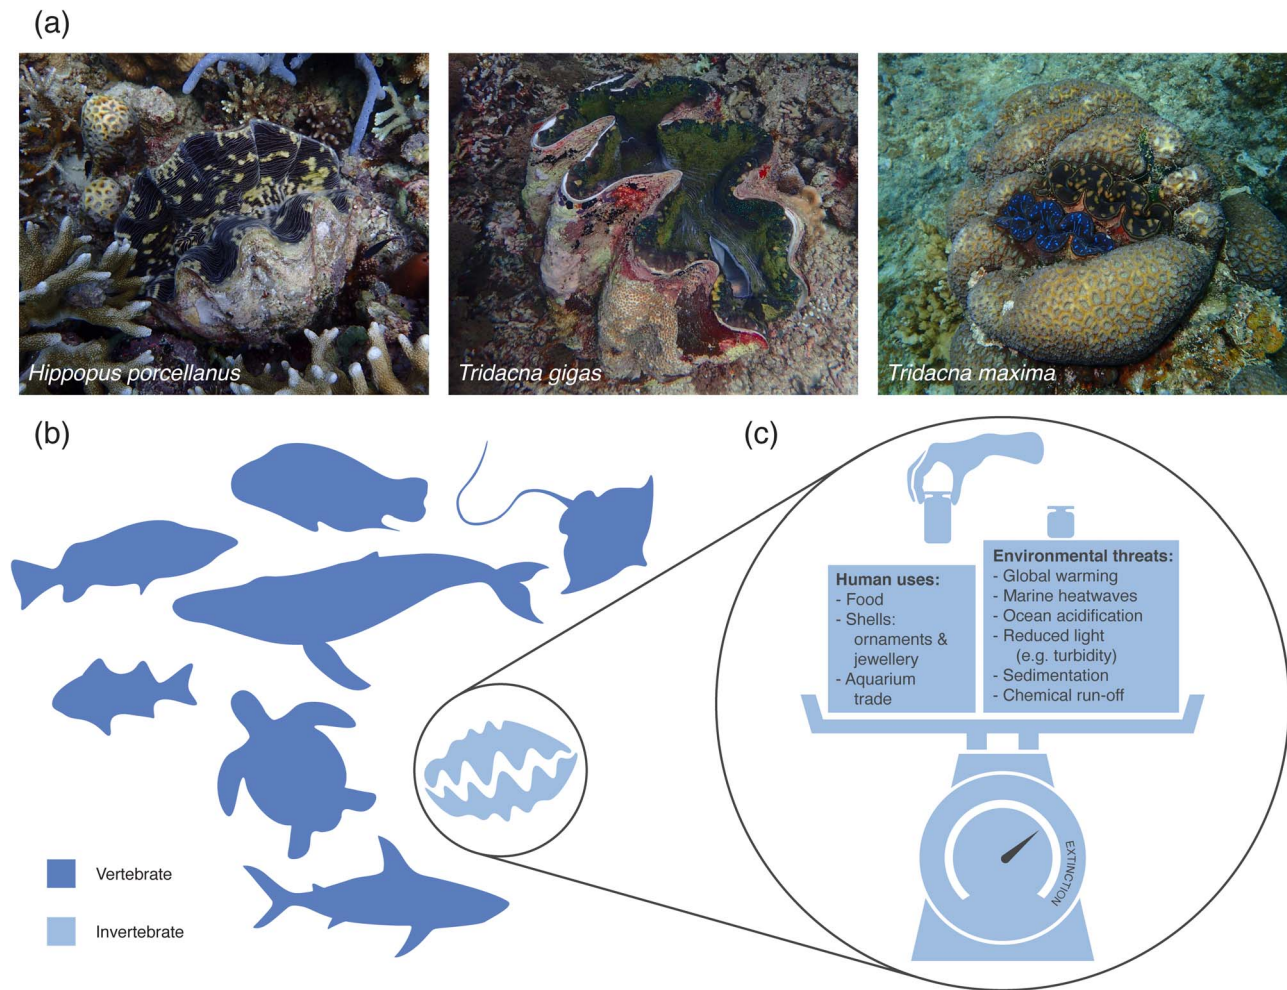 (a)
Hippopus porcellanus
Tridacna gigas
Tridacna maxima
(b)
(c)
Human uses:
- Food
- Shells:
ornaments &
jewellery
- Aquarium
trade
Environmental threats:
- Global warming
- Marine heatwaves
- Ocean acidification
- Reduced light
(e.g. turbidity)
- Sedimentation
- Chemical run-off
EXTINCTION
Vertebrate
Invertebrate